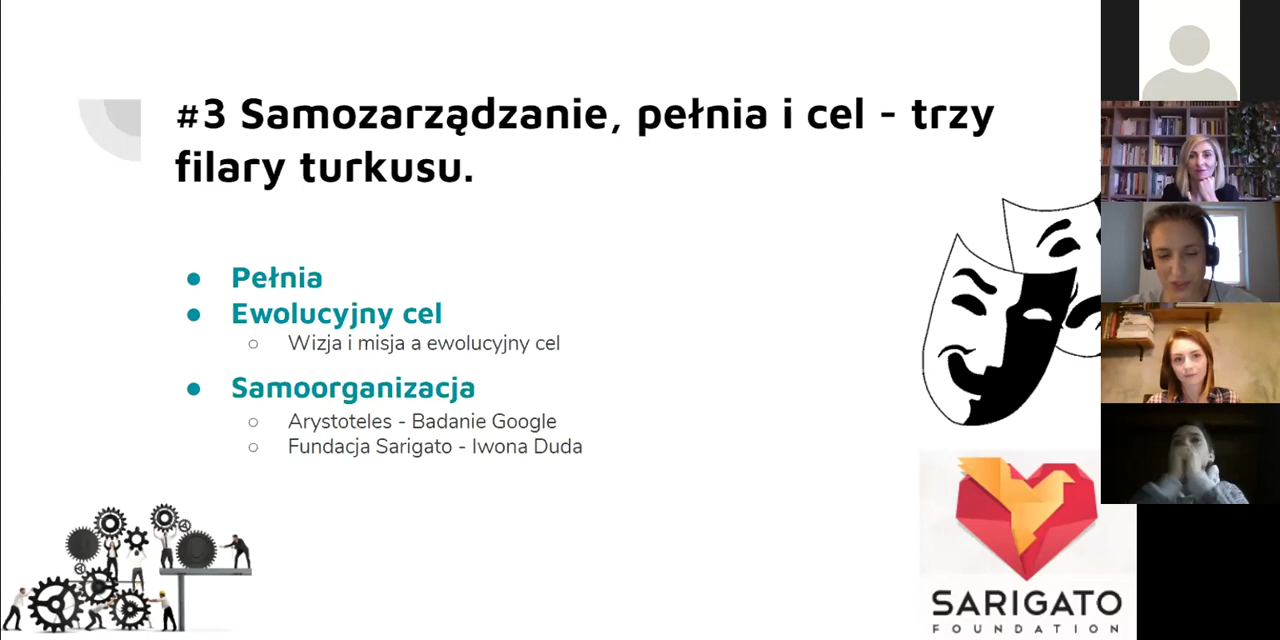 #3 Samozarządzanie, pełnia i cel - trzy
filary turkusu.
Pełnia
Ewolucyjny cel
Wizja i misja a ewolucyjny cel
Samoorganizacja
Arystoteles - Badanie Google
Fundacja Sarigato - Iwona Duda
SARIGATO
FOUNDATION